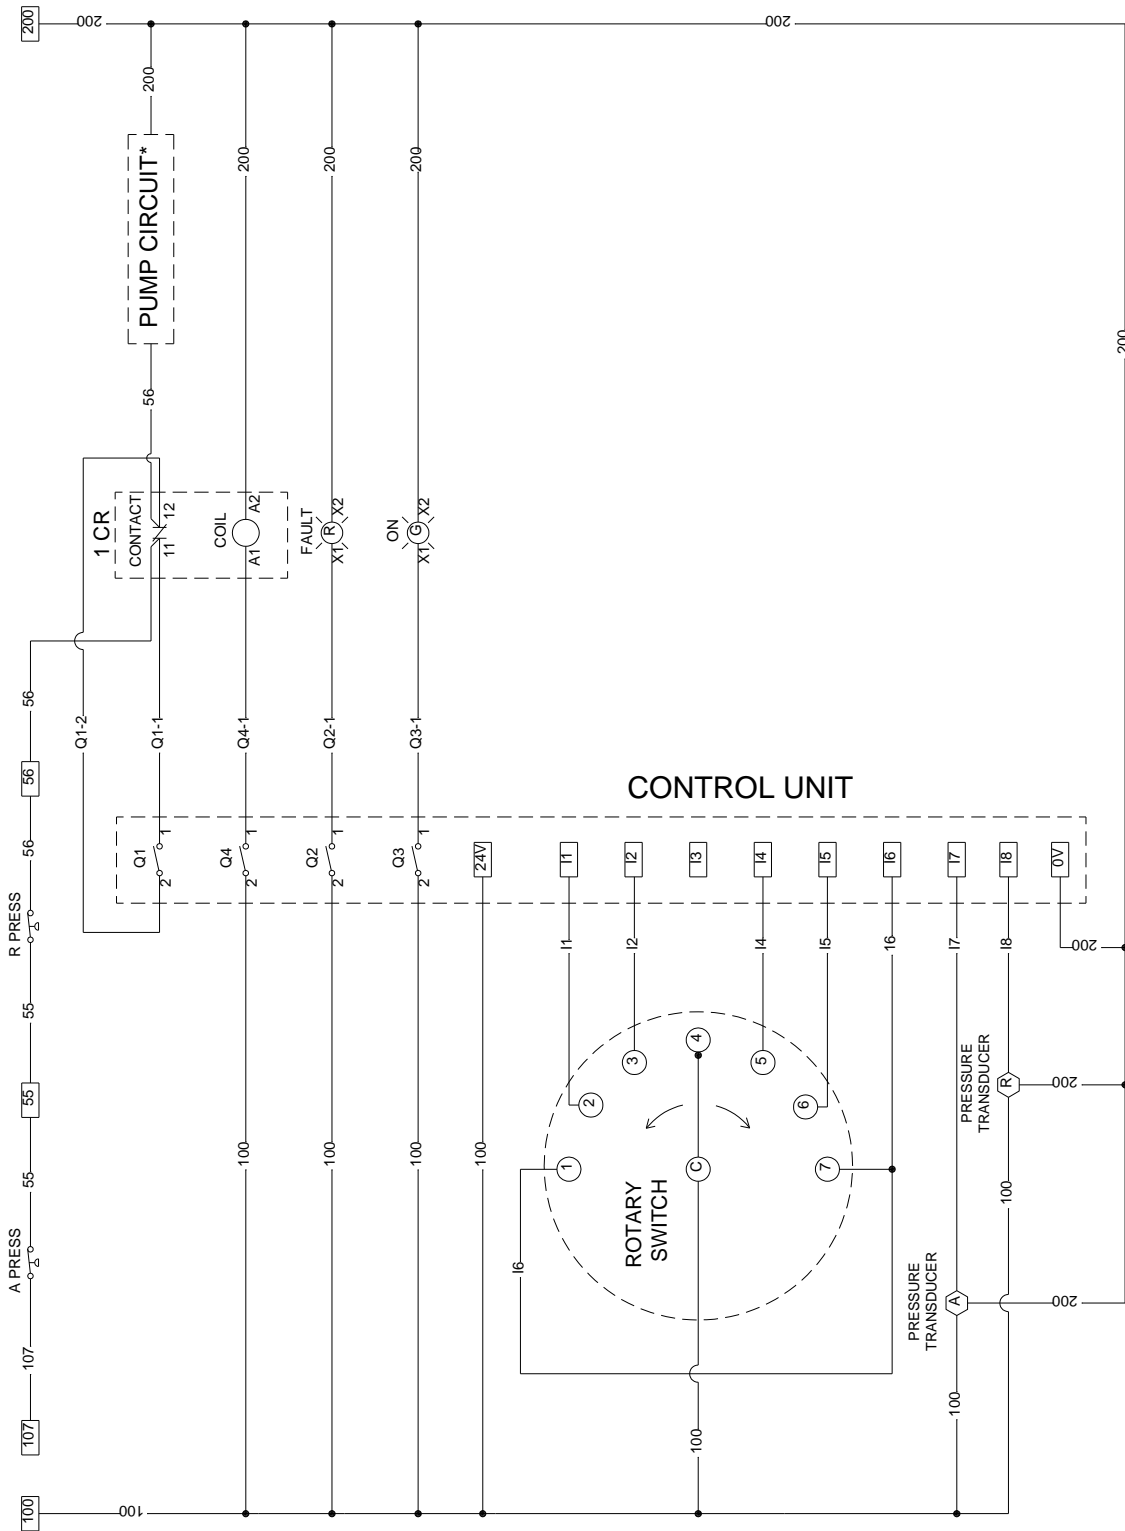 100
100
107
107
A PRESS
55
55
55
R PRESS
56
56
56
200
200
200
Q1-2
Q1-1
Q1
2
1
1 CR
CONTACT
11
12
56
PUMP CIRCUIT*
200
100
Q4
2
1
Q4-1
COIL
A1
A2
200
100
Q2
2
1
Q2-1
FAULT
X1
R
X2
200
100
Q3
2
1
Q3-1
ON
X1
G
X2
200
100
24V
CONTROL UNIT
I1
I1
I2
I2
I3
I4
I4
I5
I5
16
I6
I7
I7
I8
I8
0V
200
I6
ROTARY
SWITCH
1
2
3
4
5
6
7
C
100
100
PRESSURE
TRANSDUCER
A
200
100
PRESSURE
TRANSDUCER
R
200
200